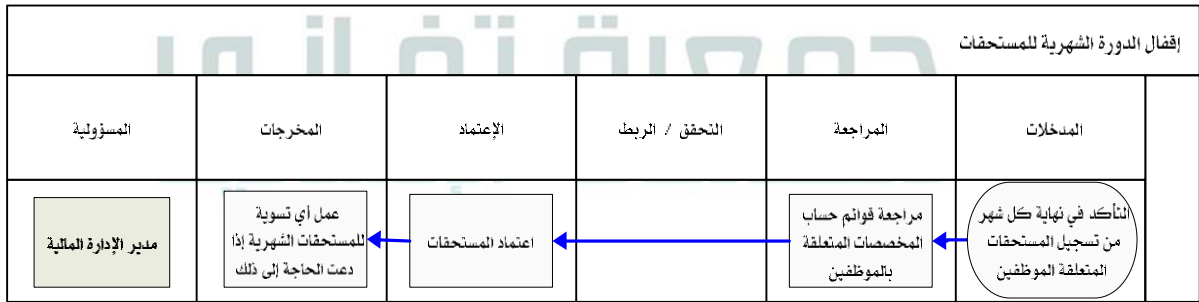 إقفال الدورة الشهرية للمستحقات
المدخلات
المراجعة
التحقق / الربط
الإعتماد
المخرجات
المسؤولية
التأكد في نهاية كل شهر
من تسجيل المستحقات
المتعلقة الموظفين
مراجعة قوائم حساب
المخصصات المتعلقة
بالموظفين
اعتماد المستحقات
عمل أي تسوية
للمستحقات الشهرية إذا
دعت الحاجة إلى ذلك
مدير الإدارة المالية